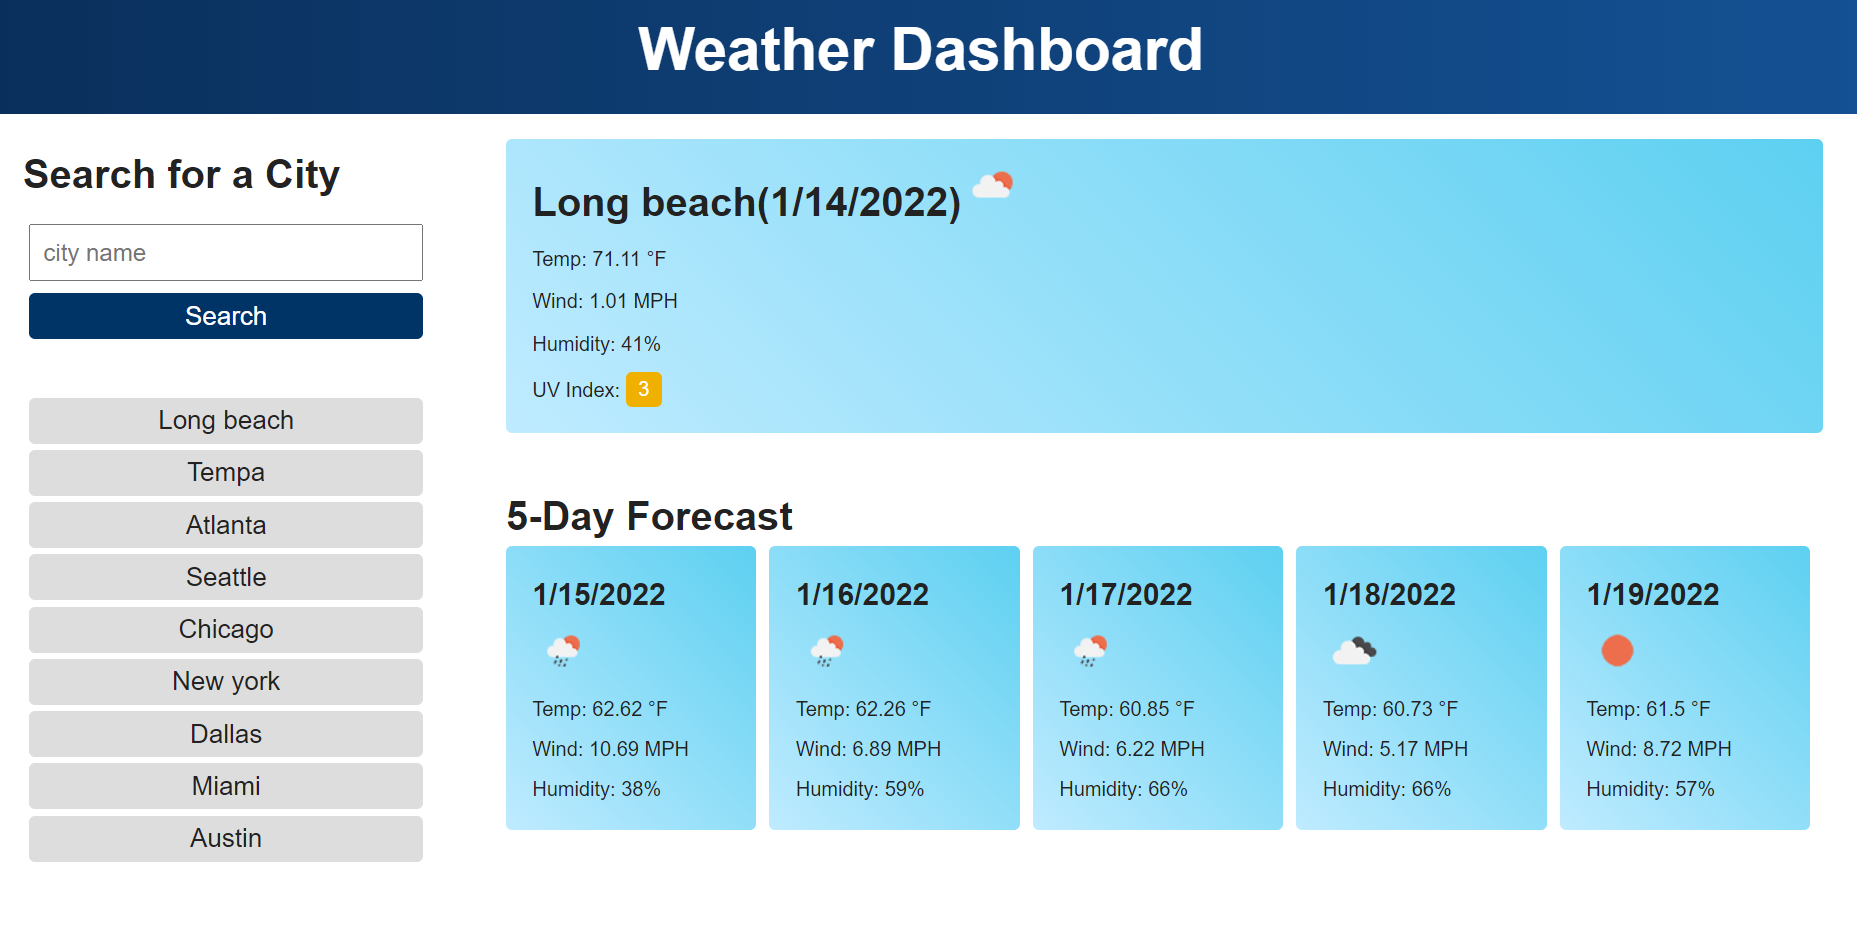 Weather Dashboard
Search for a City
city name
Search
Long beach
Tempa
Atlanta
Seattle
Chicago
New york
Dallas
Miami
Austin
Long beach(1/14/2022)
Temp: 71.11 °F
Wind: 1.01 MPH
Humidity: 41%
UV Index: 3
5-Day Forecast
1/15/2022
Temp: 62.62 °F
Wind: 10.69 MPH
Humidity: 38%
1/16/2022
Temp: 62.26 °F
Wind: 6.89 MPH
Humidity: 59%
1/17/2022
Temp: 60.85 °F
Wind: 6.22 MPH
Humidity: 66%
1/18/2022
Temp: 60.73 °F
Wind: 5.17 MPH
Humidity: 66%
1/19/2022
Temp: 61.5 °F
Wind: 8.72 MPH
Humidity: 57%